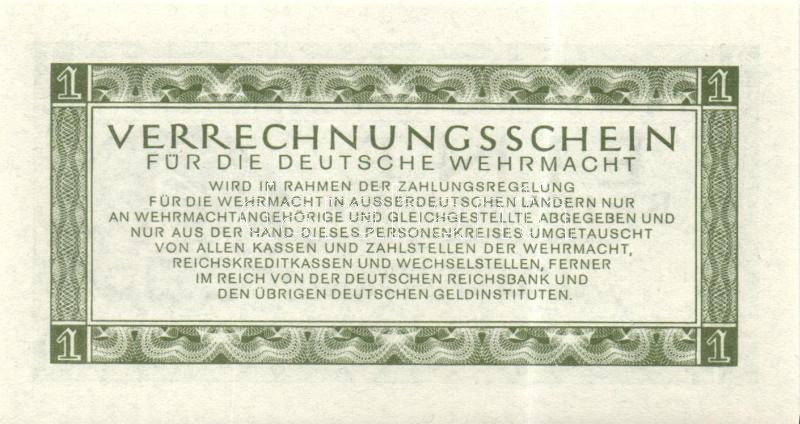 1 1
VERRECHNUNGSSCHEIN
FÜR DIE DEUTSCHE WEHRMACHT
WIRD IM RAHMEN DER ZAHLUNGSREGELUNG
FÜR DIE WEHRMACHT IN AUSSERDEUTSCHEN LÄNDERN NUR
AN WEHRMACHTANGEHÖRIGE UND GLEICHGESTELLTE ABGEGEBEN UND
NUR AUS DER HAND DIESES PERSONENKREISES UMGETAUSCHT
VON ALLEN KASSEN UND ZAHLSTELLEN DER WEHRMACHT,
REICHSKREDITKASSEN UND WECHSELSTELLEN, FERNER
IM REICH VON DER DEUTSCHEN REICHSBANK UND
DEN ÜBRIGEN DEUTSCHEN GELDINSTITUTEN.
1 1